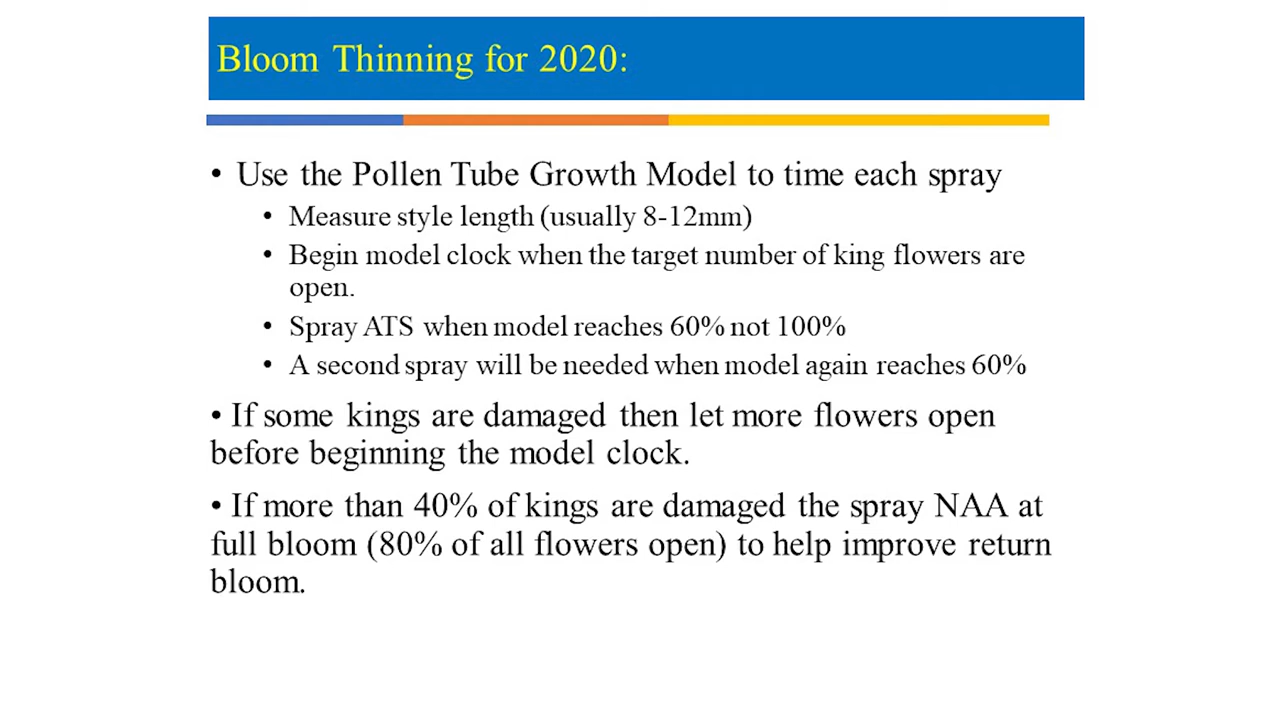 Bloom Thinning for 2020:
• Use the Pollen Tube Growth Model to time each spray
• Measure style length (usually 8-12mm)
• Begin model clock when the target number of king flowers are
open.
• Spray ATS when model reaches 60% not 100%
• A second spray will be needed when model again reaches 60%
• If some kings are damaged then let more flowers open
before beginning the model clock.
• If more than 40% of kings are damaged the spray NAA at
full bloom (80% of all flowers open) to help improve return
bloom.